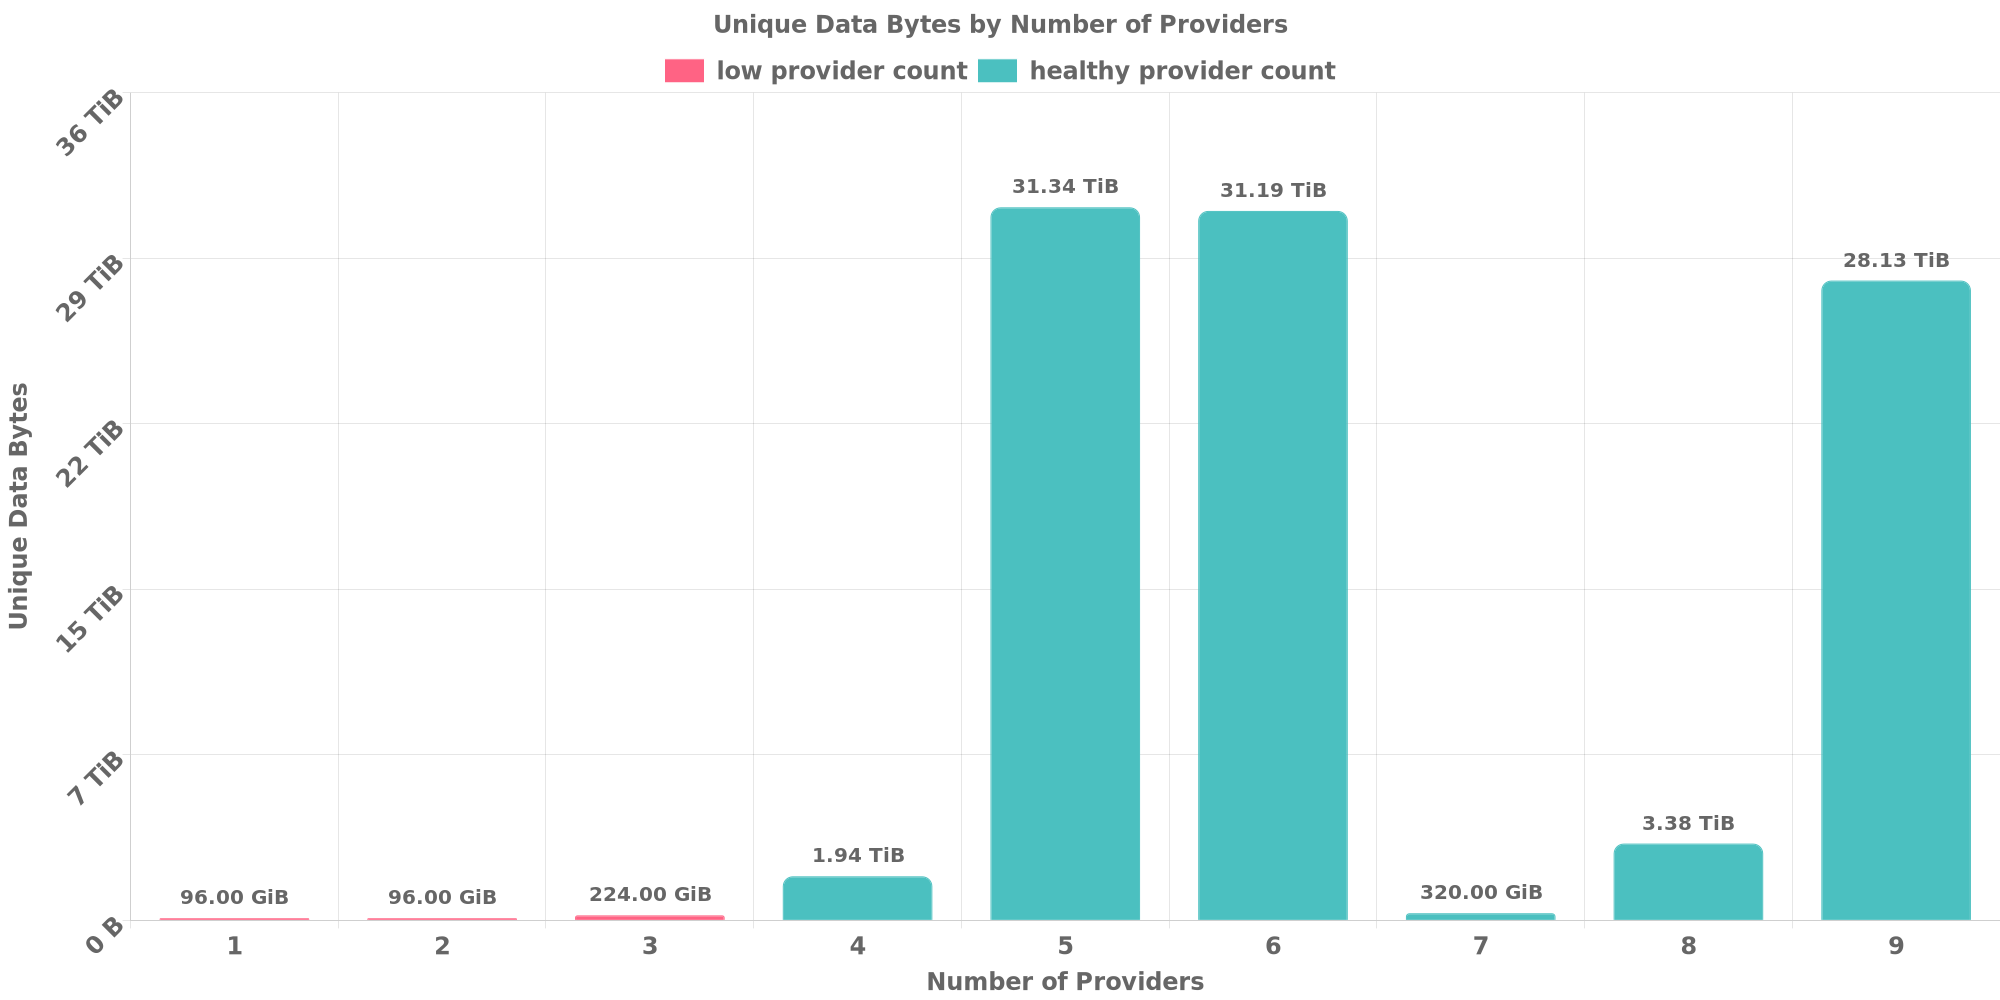 Unique Data Bytes by Number of Providers
low provider count healthy provider count
36 TiB
29 TiB
22 TiB
15 TiB
7 TiB
0 B
Unique Data Bytes
96.00 GiB
96.00 GiB
224.00 GiB
1.94 TiB
31.34 TiB
31.19 TiB
320.00 GiB
3.38 TiB
28.13 TiB
1 2 3 4 5 6 7 8 9
Number of Providers